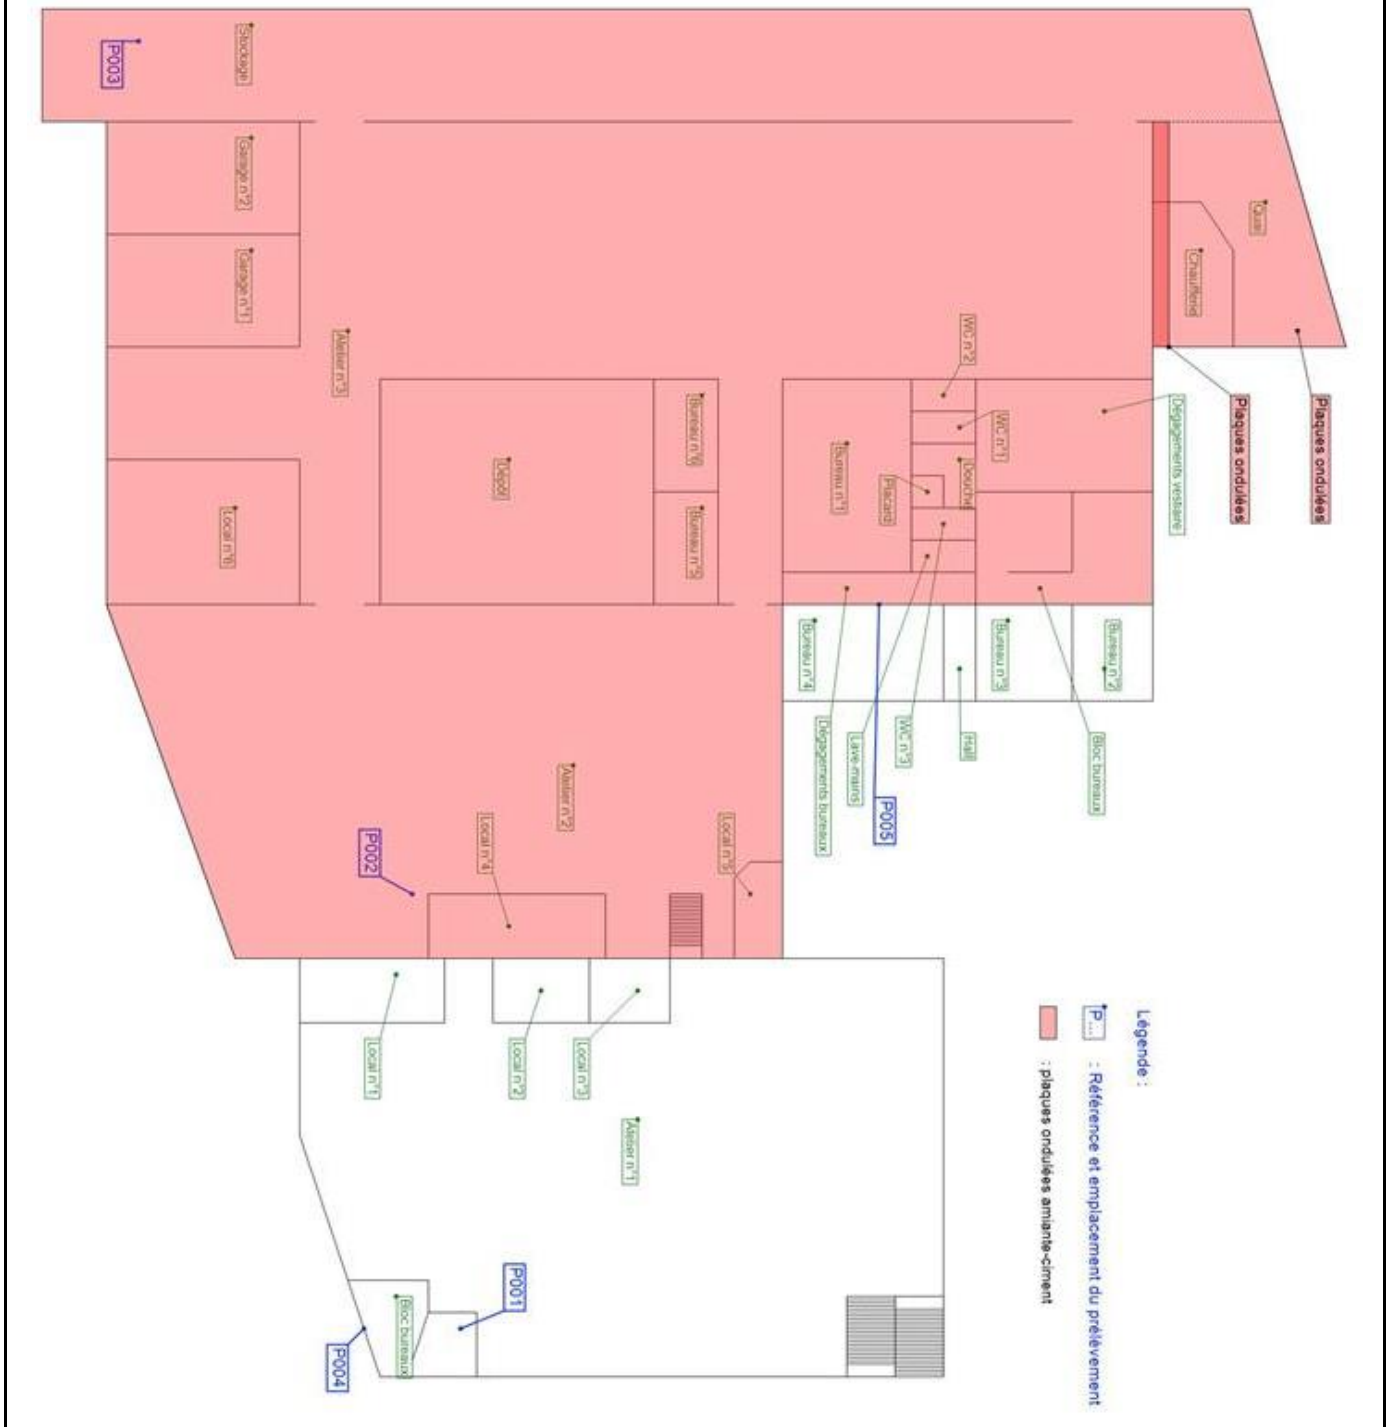 Stockage
P003
Garage n°2
Garage n°1
Quai
Chaufferie
Atelier n°3
WC n°2
WC n°1
Plaques ondulées
Plaques ondulées
Dégagements vestiaire
Bureau n°6
Bureau n°1
Douche
Placard
Dépôt
Local n°6
Bureau n°5
Bureau n°4
Bureau n°3
Bureau n°2
Dégagements bureaux
Lave-mains
WC n°3
Hall
Bloc bureaux
P005
Atelier n°2
P002
Local n°4
Local n°5
Local n°1
Local n°2
Local n°3
Atelier n°1
P001
Bloc bureaux
P004
Légende :
P... : Référence et emplacement du prélèvement
: plaques ondulées amiante-ciment